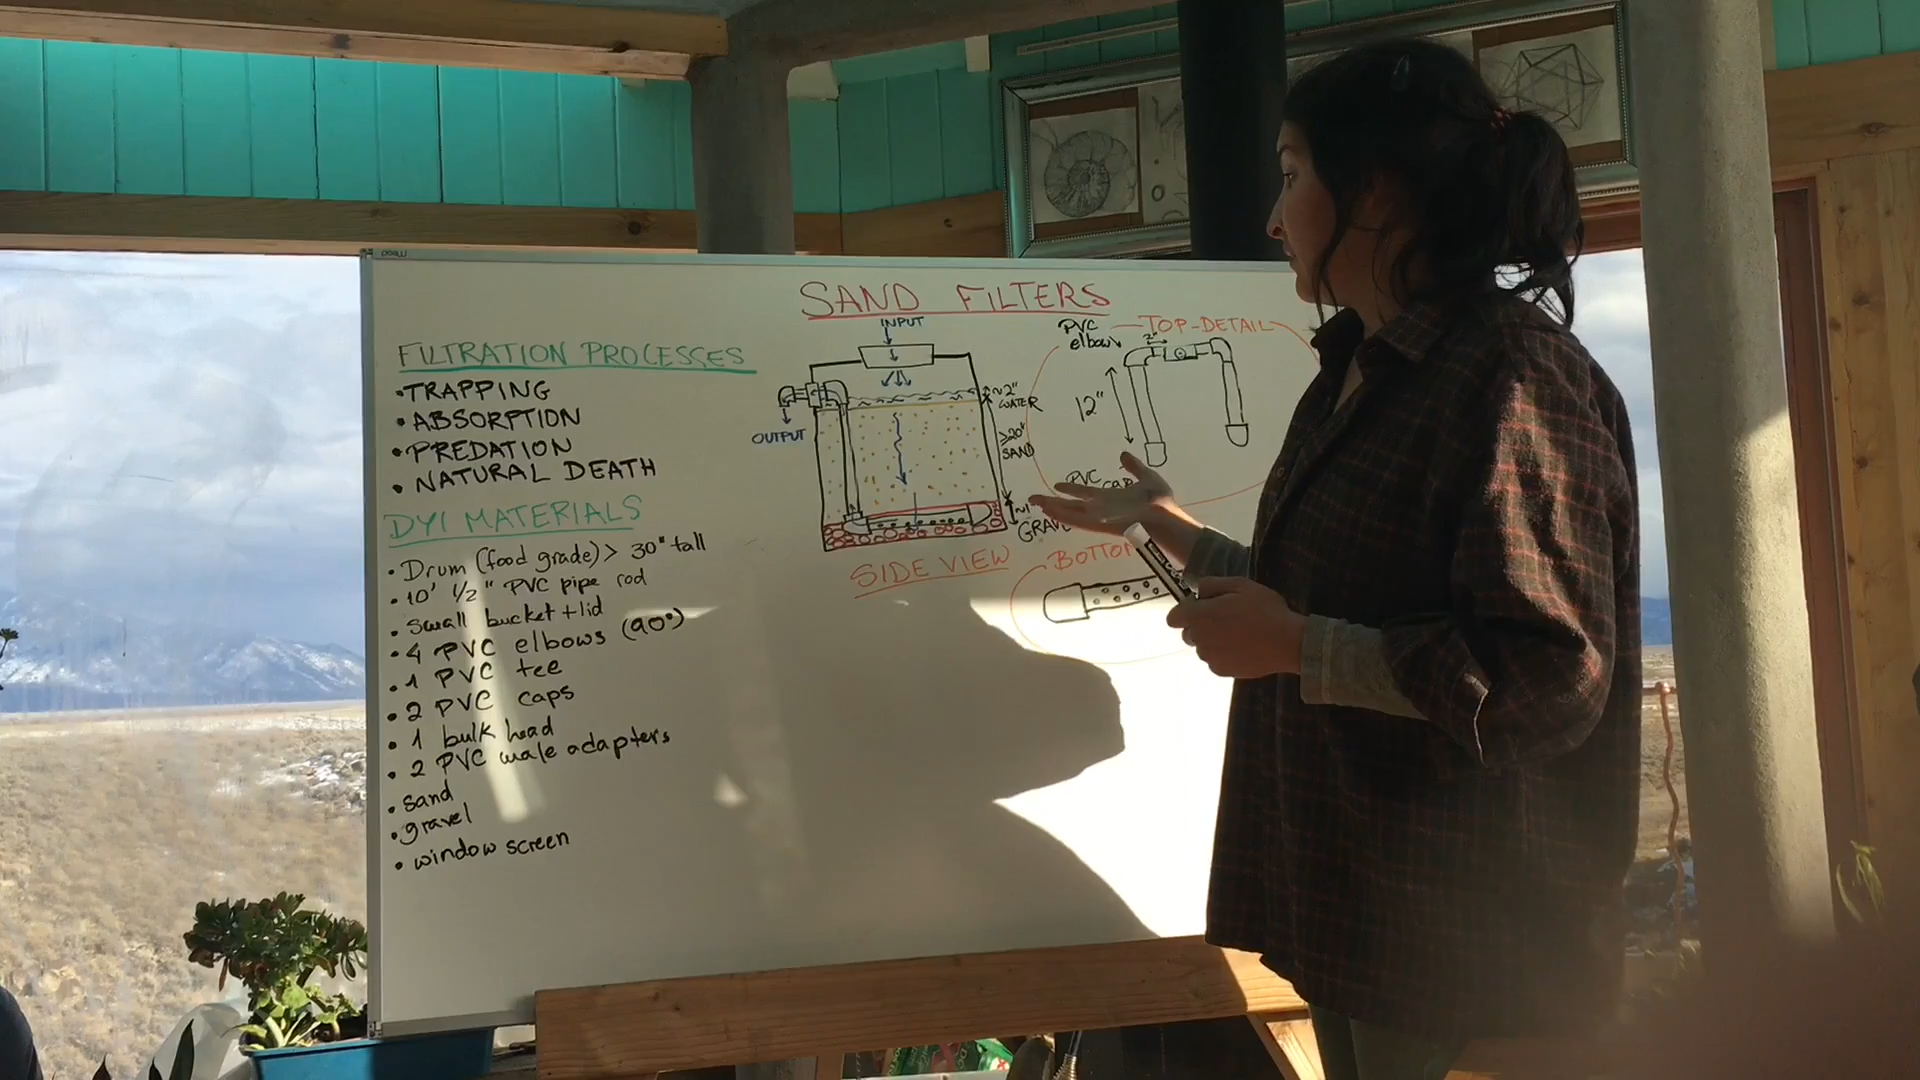 SAND FILTERS
FILTRATION PROCESSES
• TRAPPING
• ABSORPTION
• PREDATION
• NATURAL DEATH
DYI MATERIALS
• Drum (food grade) > 30" tall
• 10' 1/2" PVC pipe rod
• Small bucket + lid
• 4 PVC elbows (90°)
• 1 PVC tee
• 2 PVC caps
• 1 bulk head
• 2 PVC male adapters
• sand
• gravel
• window screen
INPUT
OUTPUT
~2"
WATER
≥20"
SAND
~1"
SIDE VIEW
TOP-DETAIL
PVC
elbow
2"
12"
PVC